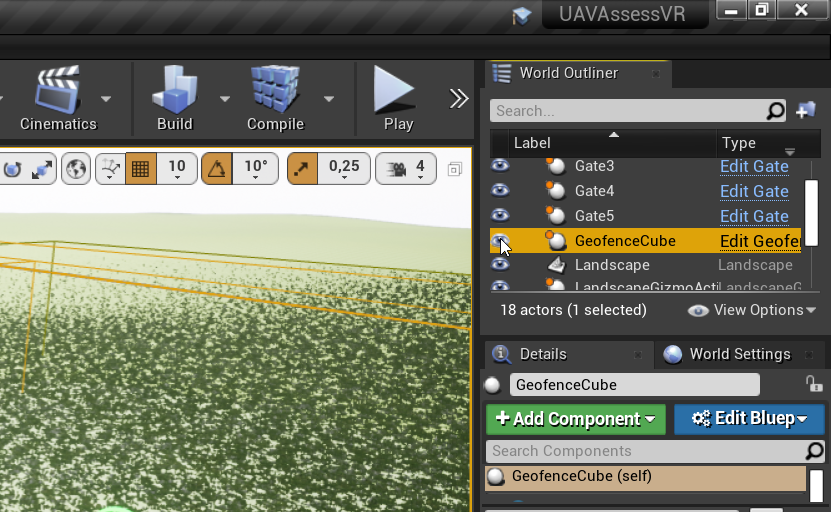 UAVAssessVR
World Outliner
Cinematics Build Compile Play
Search...
Label Type
10 10° 0,25 4
Gate3 Edit Gate
Gate4 Edit Gate
Gate5 Edit Gate
GeofenceCube Edit Geofe
Landscape Landscape
LandscapeGizmoActi LandscapeG
18 actors (1 selected) View Options
Details World Settings
GeofenceCube
+ Add Component Edit Bluep
Search Components
GeofenceCube (self)